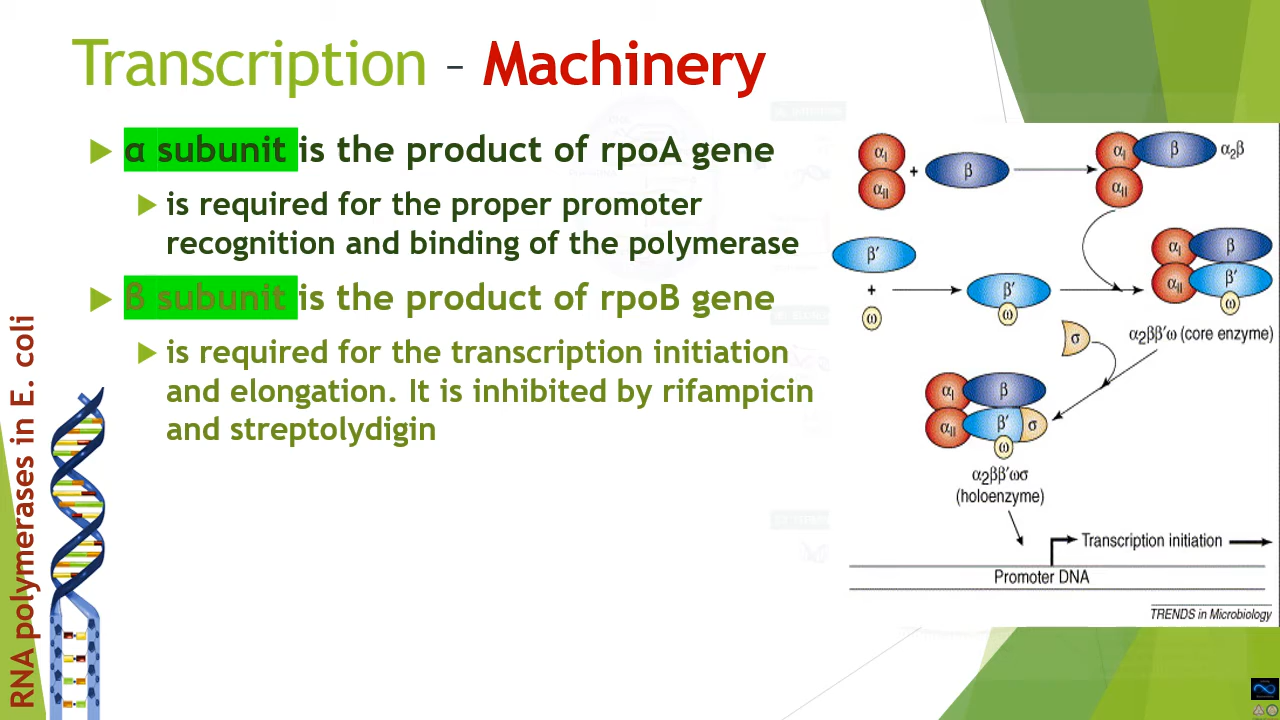 Transcription – Machinery
α subunit is the product of rpoA gene
is required for the proper promoter
recognition and binding of the polymerase
β subunit is the product of rpoB gene
is required for the transcription initiation
and elongation. It is inhibited by rifampicin
and streptolydigin
RNA polymerases in E. coli
αI
αII
+
β
αI
αII
β
α2β
β′
+
ω
β′
ω
αI
αII
β
β′
ω
α2ββ′ω (core enzyme)
σ
αI
αII
β
β′
σ
ω
α2ββ′ωσ
(holoenzyme)
Transcription initiation
Promoter DNA
TRENDS in Microbiology